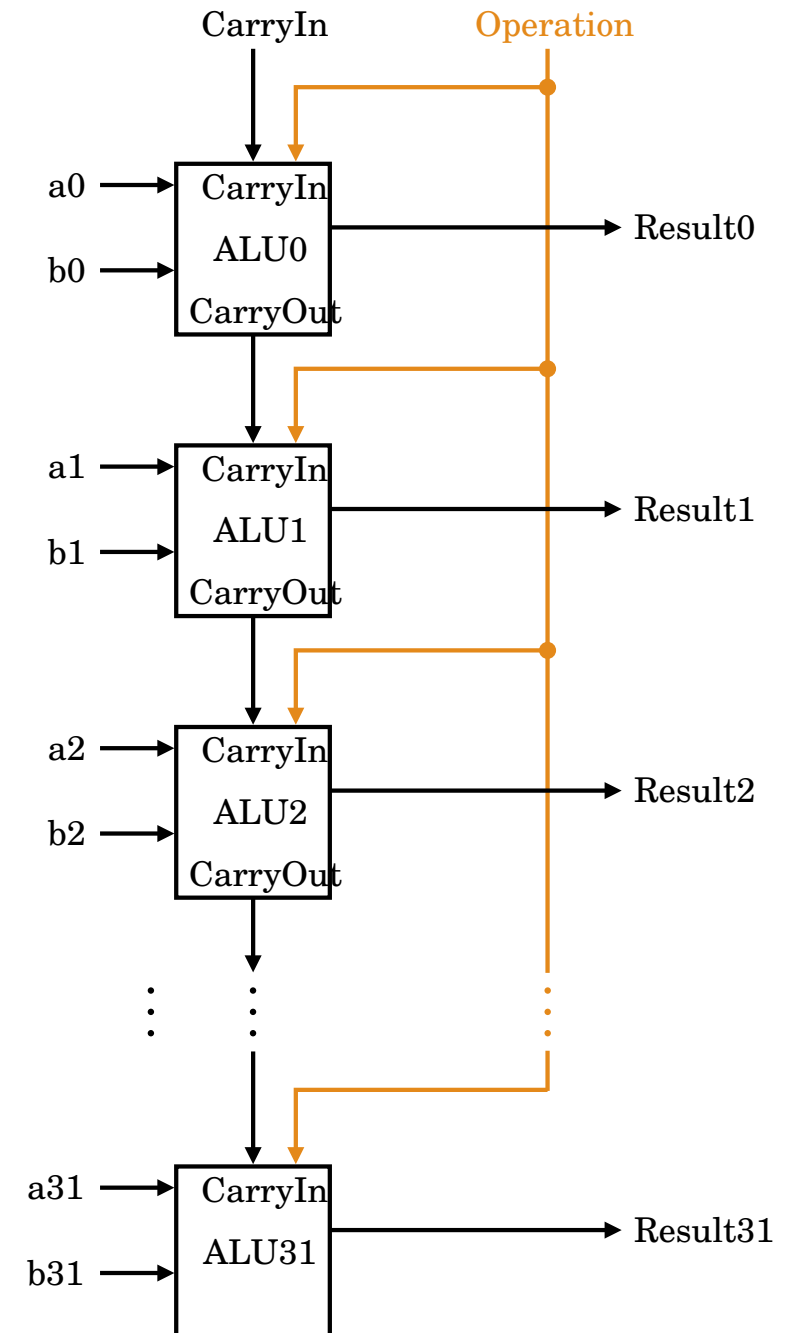 CarryIn Operation
a0 CarryIn
ALU0 Result0
b0
CarryOut
a1 CarryIn
ALU1 Result1
b1
CarryOut
a2 CarryIn
ALU2 Result2
b2
CarryOut
a31 CarryIn
ALU31 Result31
b31